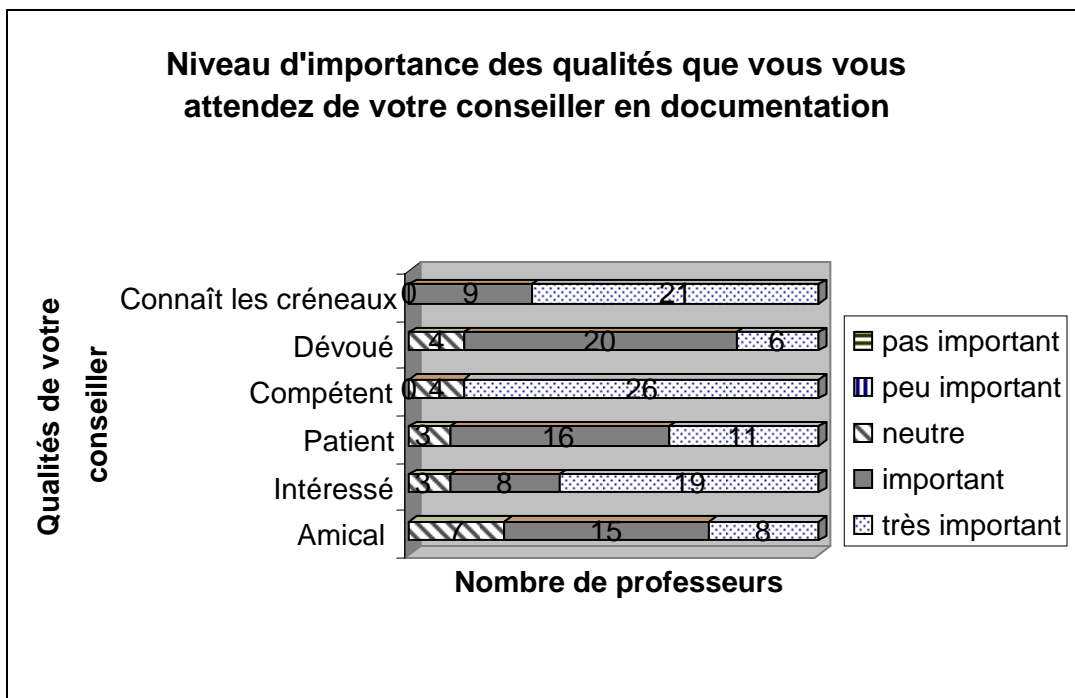 Niveau d'importance des qualités que vous vous
attendez de votre conseiller en documentation
Qualités de votre
conseiller
Connaît les créneaux 0 9 21
Dévoué 4 20 6
Compétent 0 4 26
Patient 3 16 11
Intéressé 3 8 19
Amical 7 15 8
Nombre de professeurs
pas important
peu important
neutre
important
très important